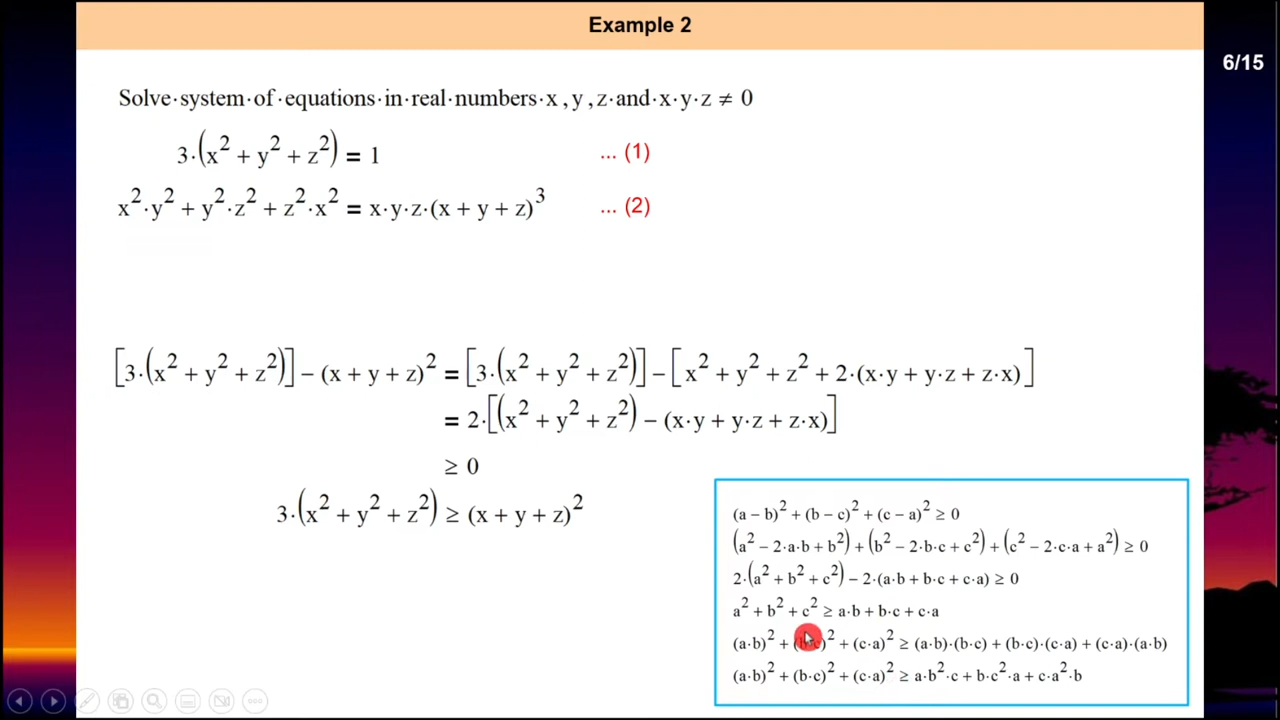 Example 2
6/15
Solve·system·of·equations·in·real·numbers·x , y , z·and·x·y·z ≠ 0
3·(x² + y² + z²) = 1 ... (1)
x²·y² + y²·z² + z²·x² = x·y·z·(x + y + z)³ ... (2)
[3·(x² + y² + z²)] − (x + y + z)² = [3·(x² + y² + z²)] − [x² + y² + z² + 2·(x·y + y·z + z·x)]
= 2·[(x² + y² + z²) − (x·y + y·z + z·x)]
≥ 0
3·(x² + y² + z²) ≥ (x + y + z)²
(a − b)² + (b − c)² + (c − a)² ≥ 0
(a² − 2·a·b + b²) + (b² − 2·b·c + c²) + (c² − 2·c·a + a²) ≥ 0
2·(a² + b² + c²) − 2·(a·b + b·c + c·a) ≥ 0
a² + b² + c² ≥ a·b + b·c + c·a
(a·b)² + (b·c)² + (c·a)² ≥ (a·b)·(b·c) + (b·c)·(c·a) + (c·a)·(a·b)
(a·b)² + (b·c)² + (c·a)² ≥ a·b²·c + b·c²·a + c·a²·b